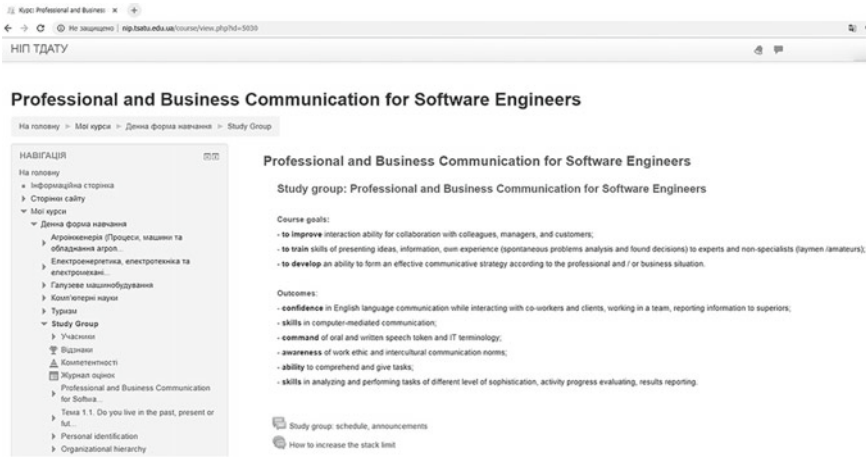 Курс: Professional and Business
Не защищено | nip.tsatu.edu.ua/course/view.php?id=5030
НІП ТДАТУ
Professional and Business Communication for Software Engineers
На головну ► Мої курси ► Денна форма навчання ► Study Group
НАВІГАЦІЯ
На головну
Інформаційна сторінка
Сторінки сайту
Мої курси
Денна форма навчання
Агроінженерія (Процеси, машини та
обладнання агроп...
Електроенергетика, електротехніка та
електромехані...
Галузеве машинобудування
Комп'ютерні науки
Туризм
Study Group
Учасники
Відзнаки
Компетентності
Журнал оцінок
Professional and Business Communication
for Softwa...
Тема 1.1. Do you live in the past, present or
fut...
Personal identification
Organizational hierarchy
Professional and Business Communication for Software Engineers
Study group: Professional and Business Communication for Software Engineers
Course goals:
- to improve interaction ability for collaboration with colleagues, managers, and customers;
- to train skills of presenting ideas, information, own experience (spontaneous problems analysis and found decisions) to experts and non-specialists (laymen /amateurs);
- to develop an ability to form an effective communicative strategy according to the professional and / or business situation.
Outcomes:
- confidence in English language communication while interacting with co-workers and clients, working in a team, reporting information to superiors;
- skills in computer-mediated communication;
- command of oral and written speech token and IT terminology;
- awareness of work ethic and intercultural communication norms;
- ability to comprehend and give tasks;
- skills in analyzing and performing tasks of different level of sophistication, activity progress evaluating, results reporting.
Study group: schedule, announcements
How to increase the stack limit